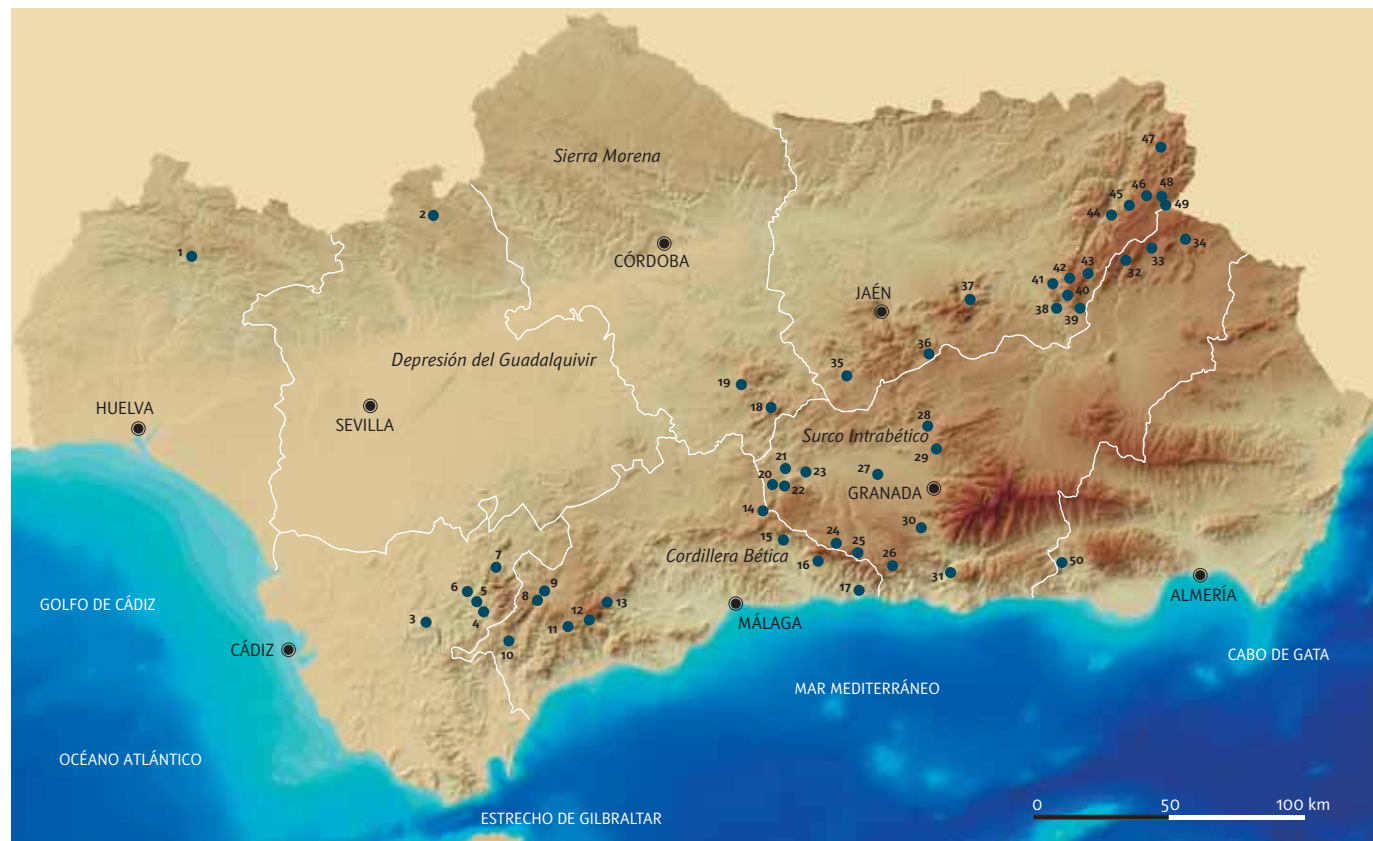 47
Sierra Morena
46
48
45
49
2
44
34
CÓRDOBA
33
1
32
43
42
41
37
40
JAÉN
38
39
36
Depresión del Guadalquivir
35
19
HUELVA
SEVILLA
18
28
Surco Intrabético
29
21
23
27
20
22
GRANADA
14
30
15
24
25
Cordillera Bética
7
16
26
31
50
6
5
9
8
17
ALMERÍA
GOLFO DE CÁDIZ
13
12
MÁLAGA
3
4
11
CÁDIZ
10
CABO DE GATA
MAR MEDITERRÁNEO
OCÉANO ATLÁNTICO
0 50 100 km
ESTRECHO DE GILBRALTAR